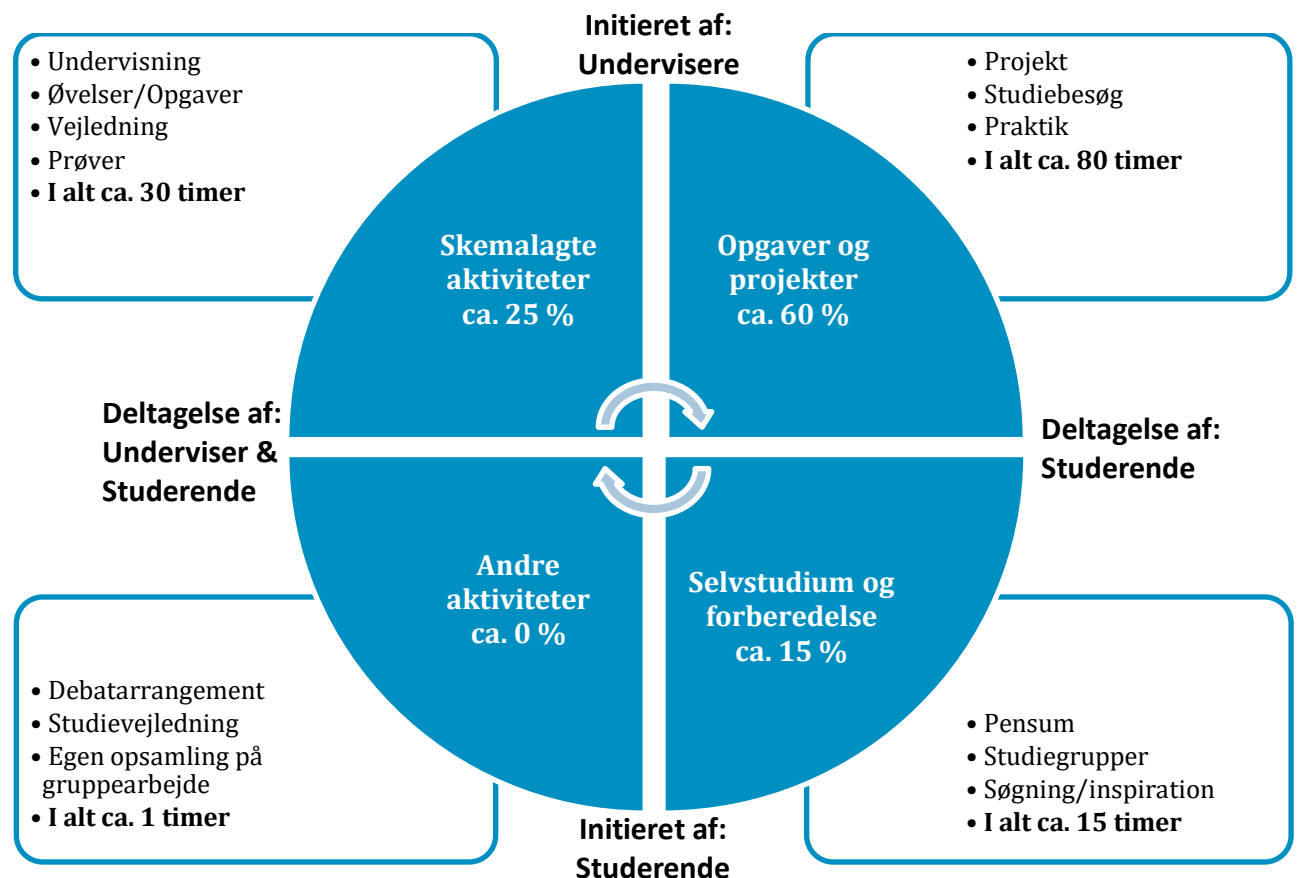 Initieret af:
Undervisere
• Undervisning
• Øvelser/Opgaver
• Vejledning
• Prøver
• I alt ca. 30 timer
• Projekt
• Studiebesøg
• Praktik
• I alt ca. 80 timer
Skemalagte
aktiviteter
ca. 25 %
Opgaver og
projekter
ca. 60 %
Deltagelse af:
Underviser &
Studerende
Deltagelse af:
Studerende
Andre
aktiviteter
ca. 0 %
Selvstudium og
forberedelse
ca. 15 %
• Debatarrangement
• Studievejledning
• Egen opsamling på
gruppearbejde
• I alt ca. 1 timer
• Pensum
• Studiegrupper
• Søgning/inspiration
• I alt ca. 15 timer
Initieret af:
Studerende